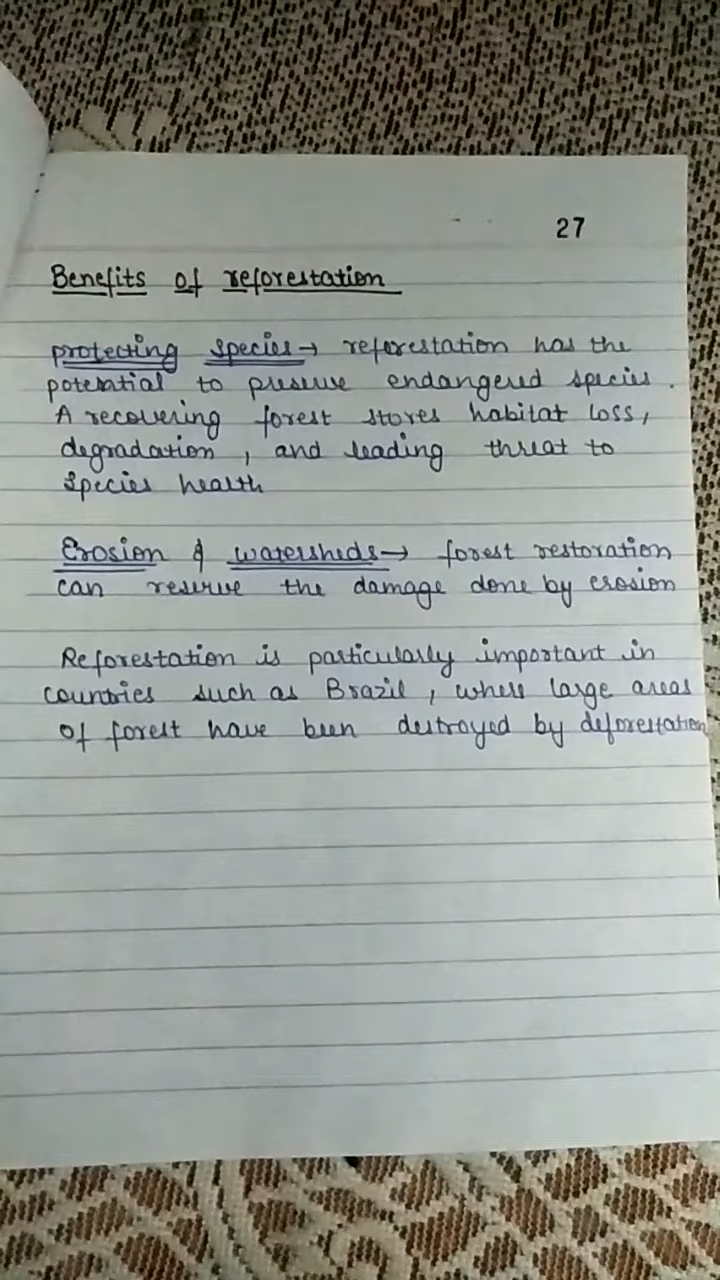 27
Benefits of reforestation
protecting species → reforestation has the
potential to preserve endangered species.
A recovering forest stores habitat loss,
degradation, and leading threat to
species health
Erosion & watersheds → forest restoration
can reserve the damage done by erosion
Reforestation is particularly important in
countries such as Brazil, where large areas
of forest have been destroyed by deforestation